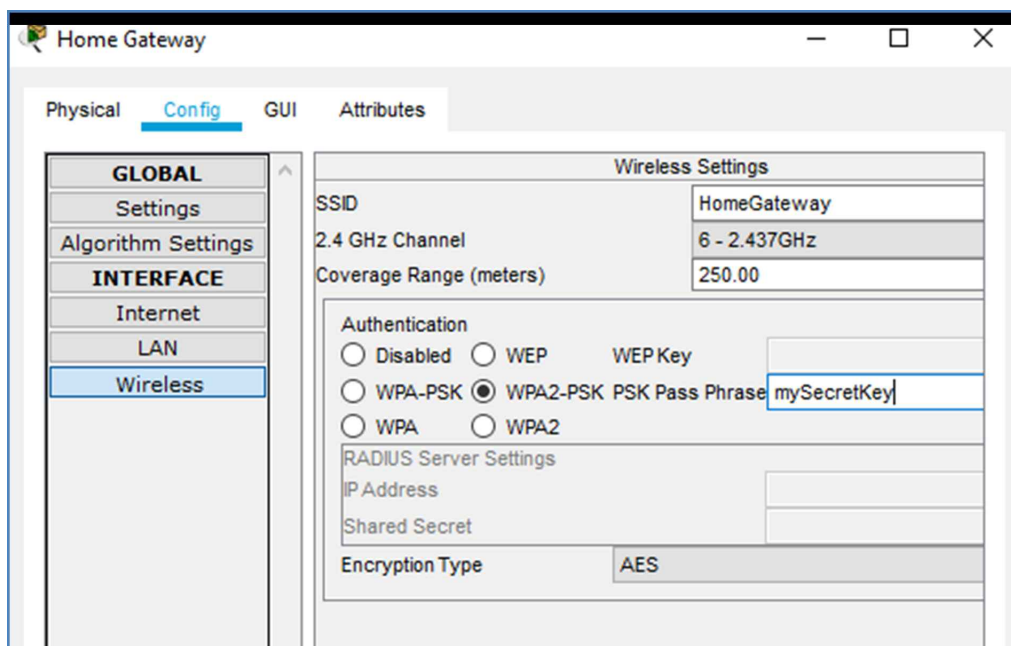 Home Gateway
Physical Config GUI Attributes
GLOBAL
Settings
Algorithm Settings
INTERFACE
Internet
LAN
Wireless
Wireless Settings
SSID HomeGateway
2.4 GHz Channel 6 - 2.437GHz
Coverage Range (meters) 250.00
Authentication
Disabled WEP WEP Key
WPA-PSK WPA2-PSK PSK Pass Phrase mySecretKey
WPA WPA2
RADIUS Server Settings
IP Address
Shared Secret
Encryption Type AES